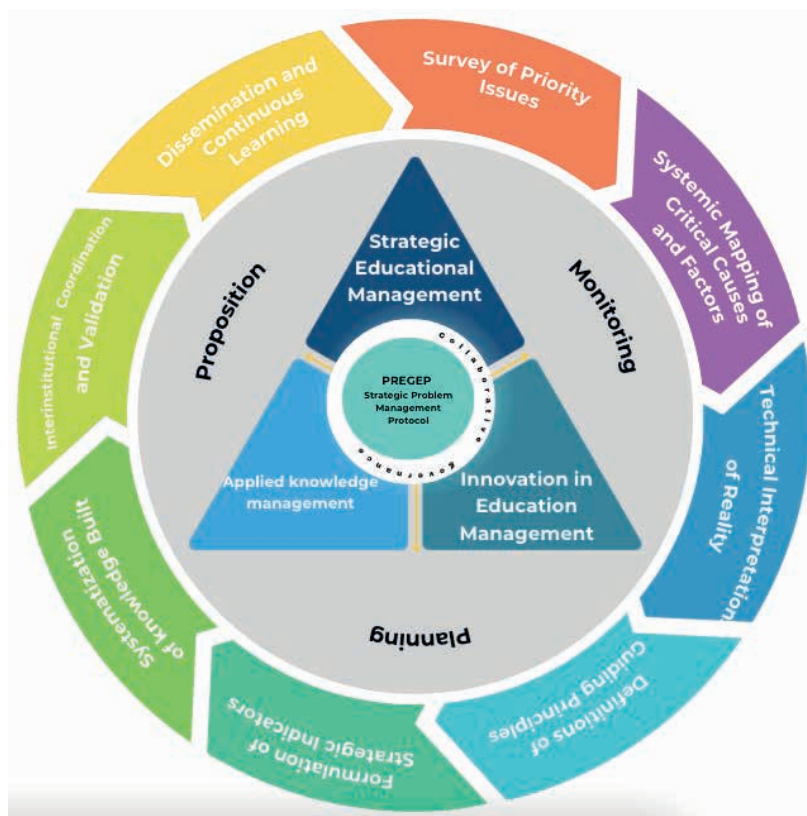 Survey of Priority
Issues
Systemic Mapping of
Critical Causes
and Factors
Technical Interpretation
of Reality
Definitions of
Guiding Principles
Formulation of
Strategic Indicators
Systematization
of knowledge Built
Interinstitutional Coordination
and Validation
Dissemination and
Continuous
Learning
Proposition
Monitoring
Planning
Strategic
Educational
Management
collaborative governance
PREGEP
Strategic Problem
Management
Protocol
Applied knowledge
management
Innovation in
Education
Management